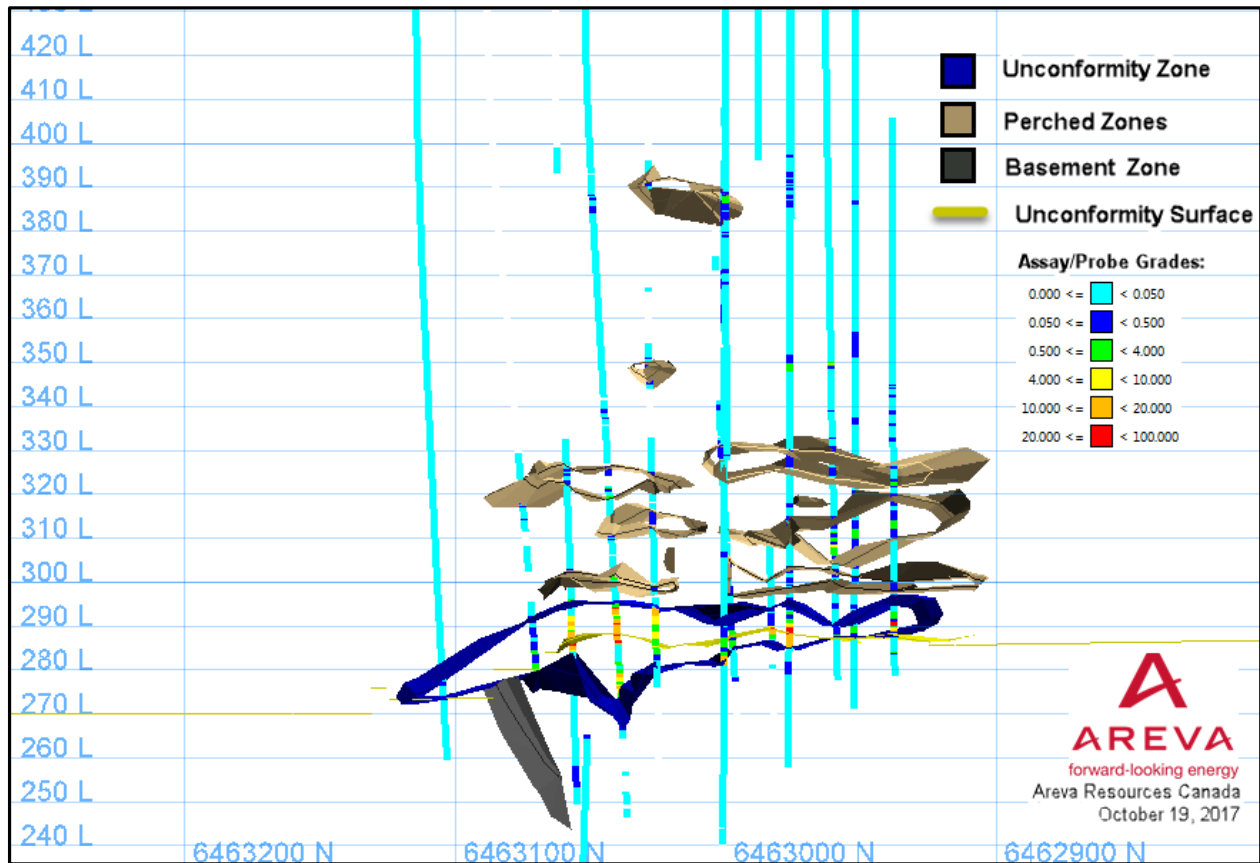 420 L
410 L
400 L
390 L
380 L
370 L
360 L
350 L
340 L
330 L
320 L
310 L
300 L
290 L
280 L
270 L
260 L
250 L
240 L
6463200 N
6463100 N
6463000 N
6462900 N
Unconformity Zone
Perched Zones
Basement Zone
Unconformity Surface
Assay/Probe Grades:
0.000 <= < 0.050
0.050 <= < 0.500
0.500 <= < 4.000
4.000 <= < 10.000
10.000 <= < 20.000
20.000 <= < 100.000
AREVA
forward-looking energy
Areva Resources Canada
October 19, 2017